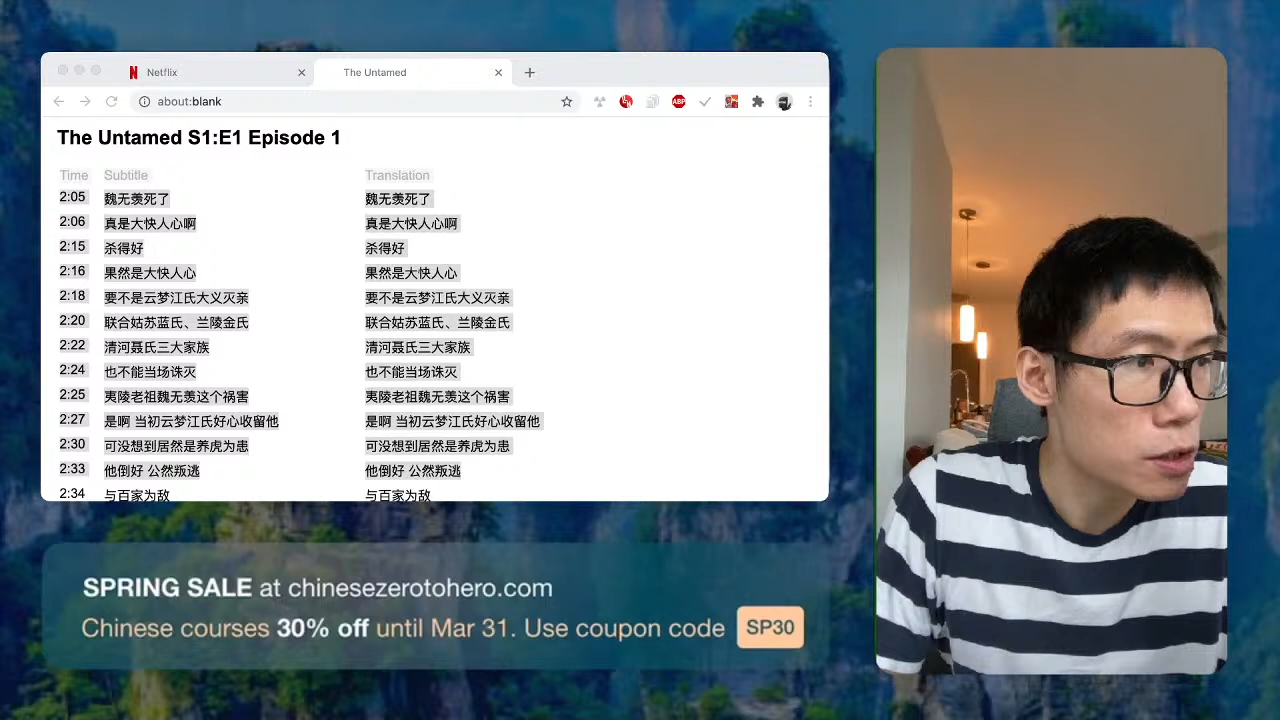 Netflix
The Untamed
about:blank
ABP
The Untamed S1:E1 Episode 1
Time Subtitle Translation
2:05 魏无羡死了 魏无羡死了
2:06 真是大快人心啊 真是大快人心啊
2:15 杀得好 杀得好
2:16 果然是大快人心 果然是大快人心
2:18 要不是云梦江氏大义灭亲 要不是云梦江氏大义灭亲
2:20 联合姑苏蓝氏、兰陵金氏 联合姑苏蓝氏、兰陵金氏
2:22 清河聂氏三大家族 清河聂氏三大家族
2:24 也不能当场诛灭 也不能当场诛灭
2:25 夷陵老祖魏无羡这个祸害 夷陵老祖魏无羡这个祸害
2:27 是啊 当初云梦江氏好心收留他 是啊 当初云梦江氏好心收留他
2:30 可没想到居然是养虎为患 可没想到居然是养虎为患
2:33 他倒好 公然叛逃 他倒好 公然叛逃
2:34 与百家为敌 与百家为敌
SPRING SALE at chinesezerotohero.com
Chinese courses 30% off until Mar 31. Use coupon code SP30